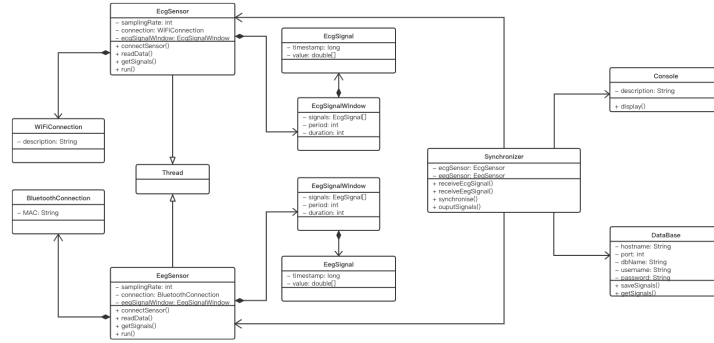 EcgSensor
– samplingRate: int
– connection: WIFIConnection
– ecgSignalWindow: EcgSignalWindow
+ connectSensor()
+ readData()
+ getSignals()
+ run()
EcgSignal
– timestamp: long
– value: double[]
EcgSignalWindow
– signals: EcgSignal[]
– period: int
– duration: int
WiFiConnection
– description: String
Thread
BluetoothConnection
– MAC: String
EegSignalWindow
– signals: EegSignal[]
– period: int
– duration: int
EegSignal
– timestamp: long
– value: double[]
EegSensor
– samplingRate: int
– connection: BluetoothConnection
– eegSignalWindow: EegSignalWindow
+ connectSensor()
+ readData()
+ getSignals()
+ run()
Synchronizer
– ecgSensor: EcgSensor
– eegSensor: EegSensor
+ receiveEcgSignal()
+ receiveEegSignal()
+ synchronise()
+ ouputSignals()
Console
– description: String
+ display()
DataBase
– hostname: String
– port: int
– dbName: String
– username: String
– password: String
+ saveSignals()
+ getSignals()